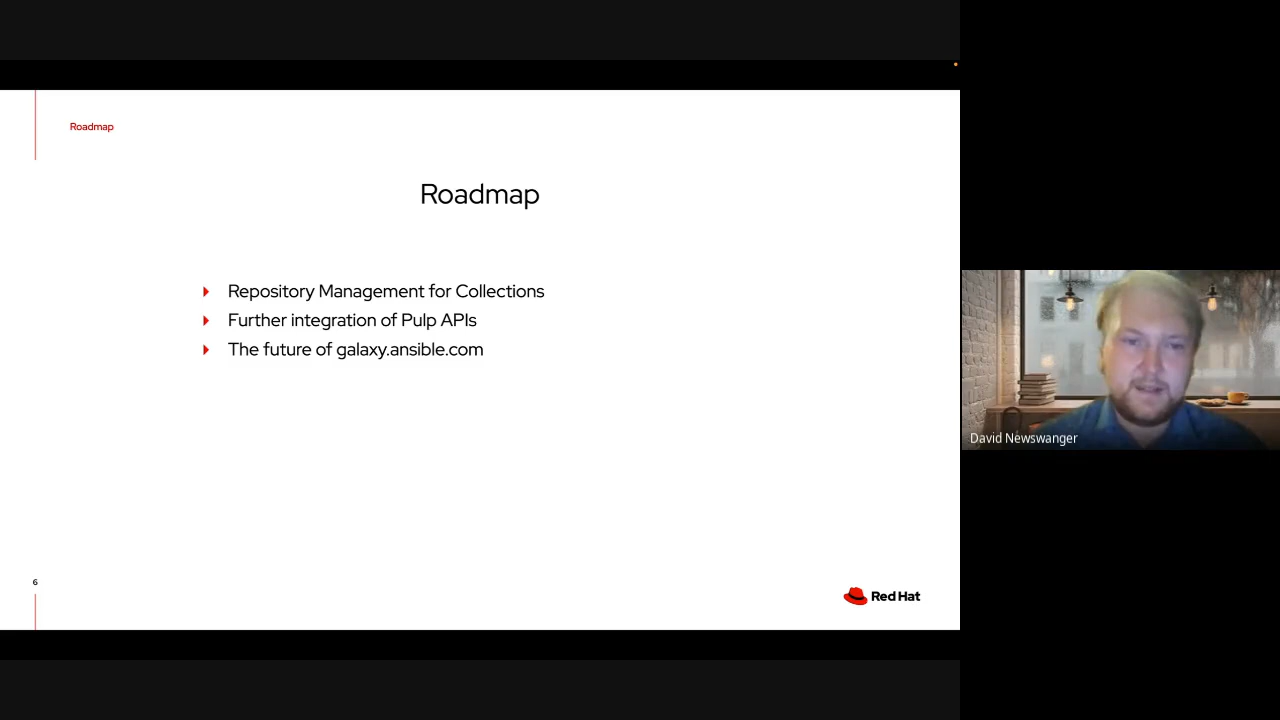 Roadmap
Roadmap
Repository Management for Collections
Further integration of Pulp APIs
The future of galaxy.ansible.com
6
Red Hat
David Newswanger